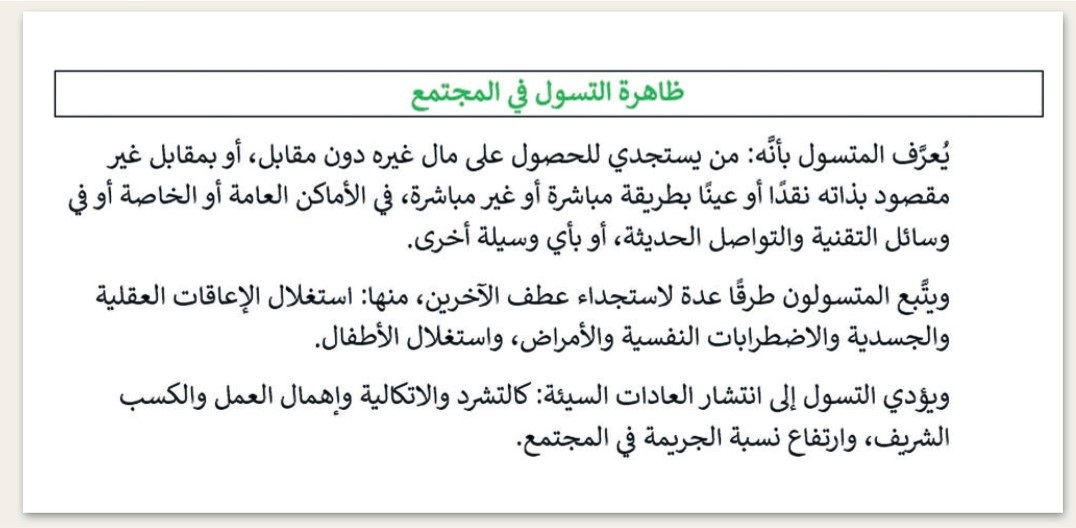 ظاهرة التسول في المجتمع
يُعرَّف المتسول بأنَّه: من يستجدي للحصول على مال غيره دون مقابل، أو بمقابل غير
مقصود بذاته نقدًا أو عينًا بطريقة مباشرة أو غير مباشرة، في الأماكن العامة أو الخاصة أو في
وسائل التقنية والتواصل الحديثة، أو بأي وسيلة أخرى.
ويتَّبع المتسولون طرقًا عدة لاستجداء عطف الآخرين، منها: استغلال الإعاقات العقلية
والجسدية والاضطرابات النفسية والأمراض، واستغلال الأطفال.
ويؤدي التسول إلى انتشار العادات السيئة: كالتشرد والاتكالية وإهمال العمل والكسب
الشريف، وارتفاع نسبة الجريمة في المجتمع.